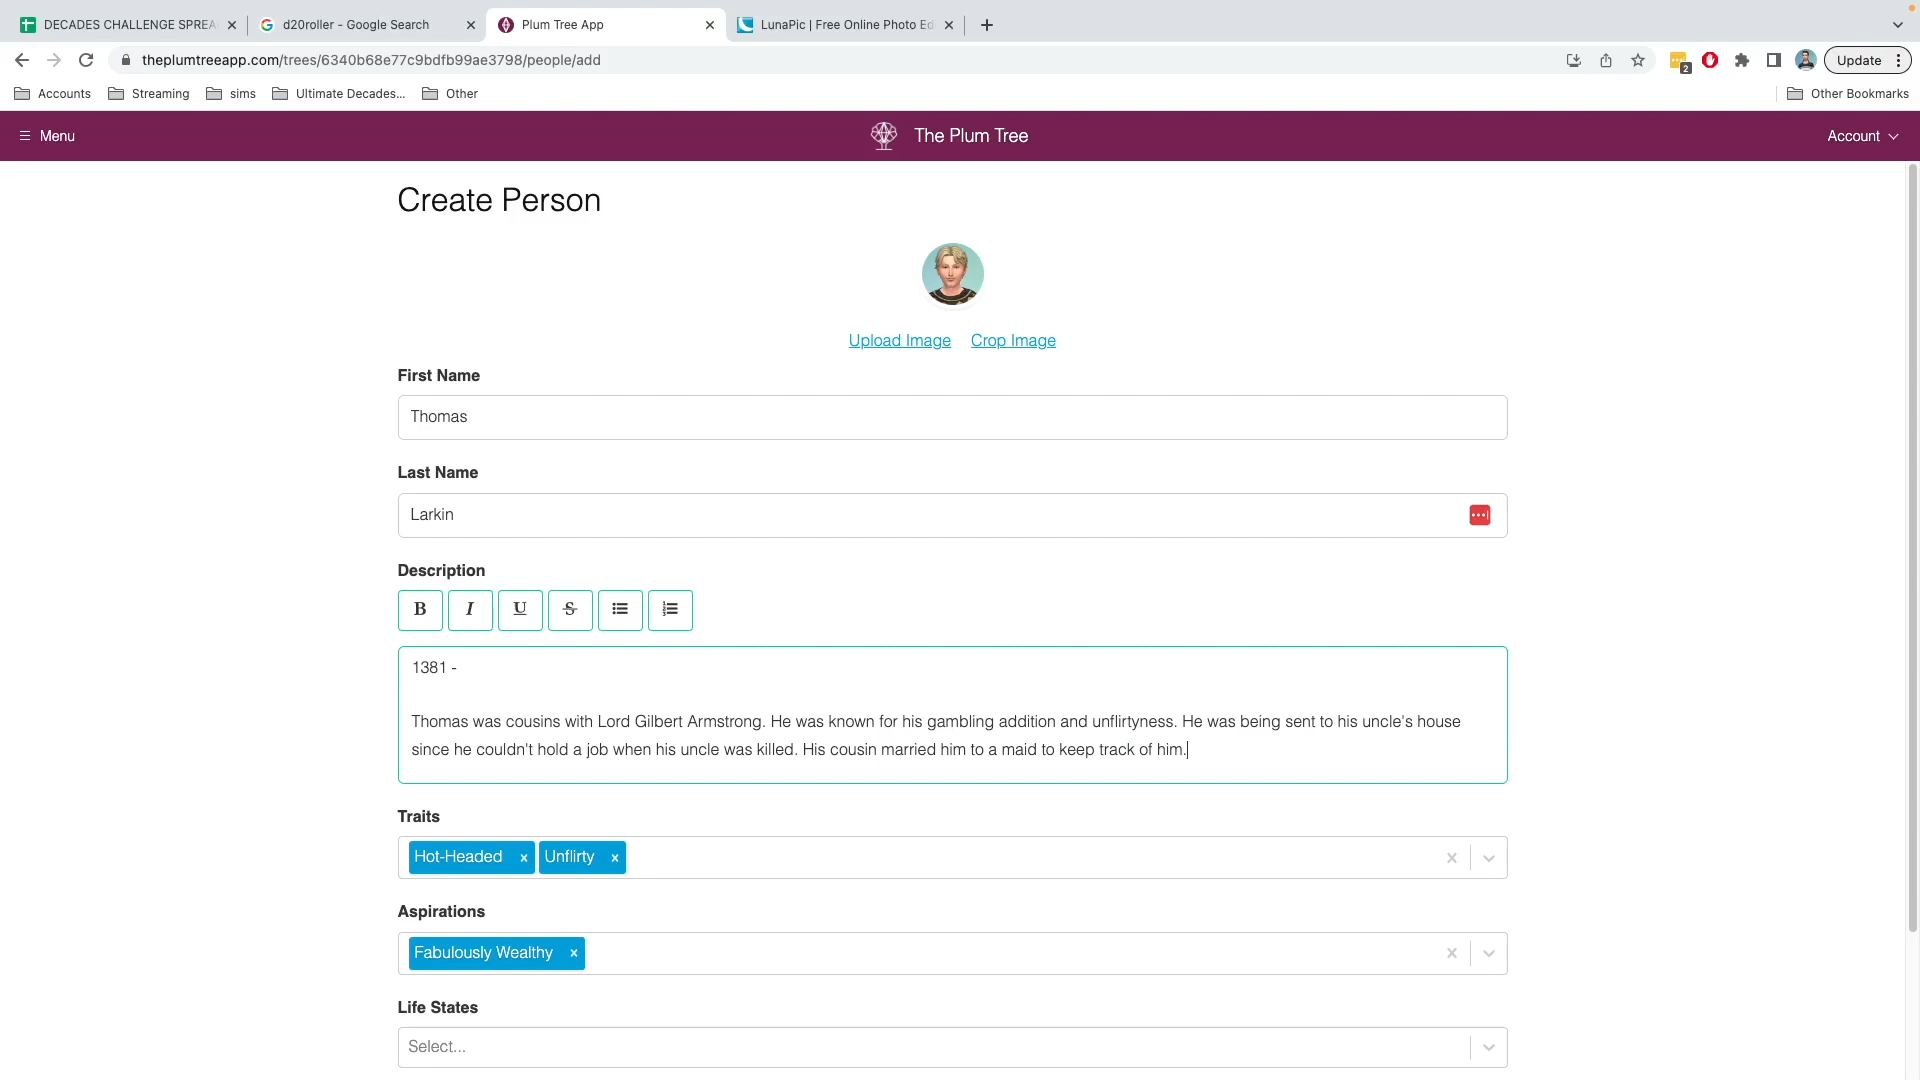 DECADES CHALLENGE SPREA
d20roller - Google Search
Plum Tree App
LunaPic | Free Online Photo Ed
theplumtreeapp.com/trees/6340b68e77c9bdfb99ae3798/people/add
2
Update
Accounts
Streaming
sims
Ultimate Decades...
Other
Other Bookmarks
Menu
The Plum Tree
Account
Create Person
Upload Image Crop Image
First Name
Thomas
Last Name
Larkin
Description
B I U S
1381 -
Thomas was cousins with Lord Gilbert Armstrong. He was known for his gambling addition and unflirtyness. He was being sent to his uncle's house
since he couldn't hold a job when his uncle was killed. His cousin married him to a maid to keep track of him.
Traits
Hot-Headed × Unflirty ×
Aspirations
Fabulously Wealthy ×
Life States
Select...